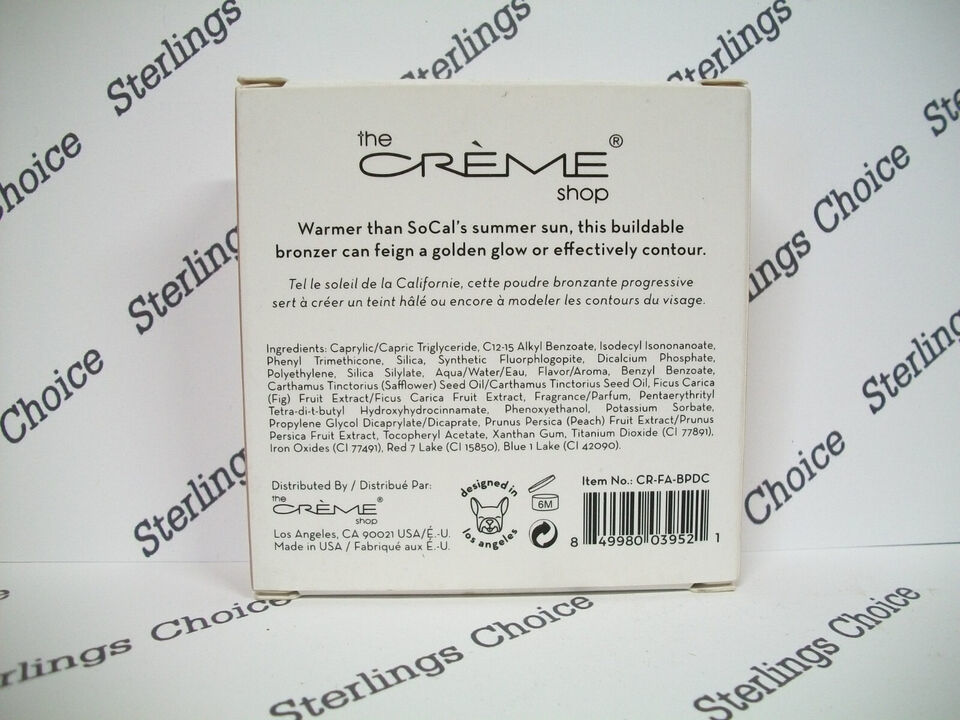 Sterlings Choice
Sterlings Choice
Sterlings
Sterlings
Choice
Sterlings Choice
Sterlings
Choice
Sterlings Choice
Sterlings Choice
Sterlings Choice
the
CRÈME®
shop
Warmer than SoCal's summer sun, this buildable
bronzer can feign a golden glow or effectively contour.
Tel le soleil de la Californie, cette poudre bronzante progressive
sert à créer un teint hâlé ou encore à modeler les contours du visage.
Ingredients: Caprylic/Capric Triglyceride, C12-15 Alkyl Benzoate, Isodecyl Isononanoate,
Phenyl Trimethicone, Silica, Synthetic Fluorphlogopite, Dicalcium Phosphate,
Polyethylene, Silica Silylate, Aqua/Water/Eau, Flavor/Aroma, Benzyl Benzoate,
Carthamus Tinctorius (Safflower) Seed Oil/Carthamus Tinctorius Seed Oil, Ficus Carica
(Fig) Fruit Extract/Ficus Carica Fruit Extract, Fragrance/Parfum, Pentaerythrityl
Tetra-di-t-butyl Hydroxyhydrocinnamate, Phenoxyethanol, Potassium Sorbate,
Propylene Glycol Dicaprylate/Dicaprate, Prunus Persica (Peach) Fruit Extract/Prunus
Persica Fruit Extract, Tocopheryl Acetate, Xanthan Gum, Titanium Dioxide (CI 77891),
Iron Oxides (CI 77491), Red 7 Lake (CI 15850), Blue 1 Lake (CI 42090).
Distributed By / Distribué Par:
the
CRÈME®
shop
Los Angeles, CA 90021 USA/É.-U.
Made in USA / Fabriqué aux É.-U.
designed in
los angeles
6M
Item No.: CR-FA-BPDC
8 49980 03952 1